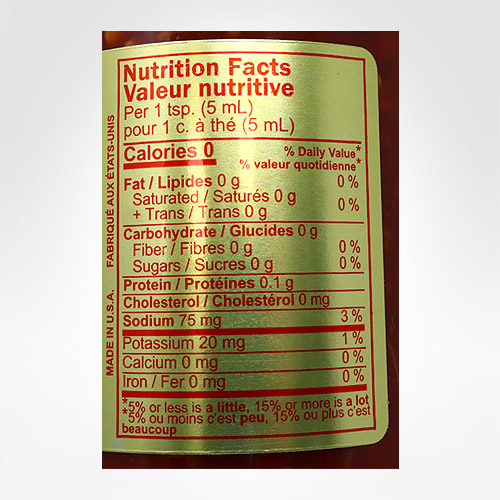 Nutrition Facts
Valeur nutritive
Per 1 tsp. (5 mL)
pour 1 c. à thé (5 mL)
Calories 0
% Daily Value*
% valeur quotidienne*
Fat / Lipides 0 g 0 %
Saturated / Saturés 0 g
+ Trans / Trans 0 g 0 %
Carbohydrate / Glucides 0 g
Fiber / Fibres 0 g 0 %
Sugars / Sucres 0 g 0 %
Protein / Protéines 0.1 g
Cholesterol / Cholestérol 0 mg
Sodium 75 mg 3 %
Potassium 20 mg 1 %
Calcium 0 mg 0 %
Iron / Fer 0 mg 0 %
*5% or less is a little, 15% or more is a lot
*5% ou moins c'est peu, 15% ou plus c'est
beaucoup
MADE IN U.S.A. FABRIQUÉ AUX ÉTATS-UNIS